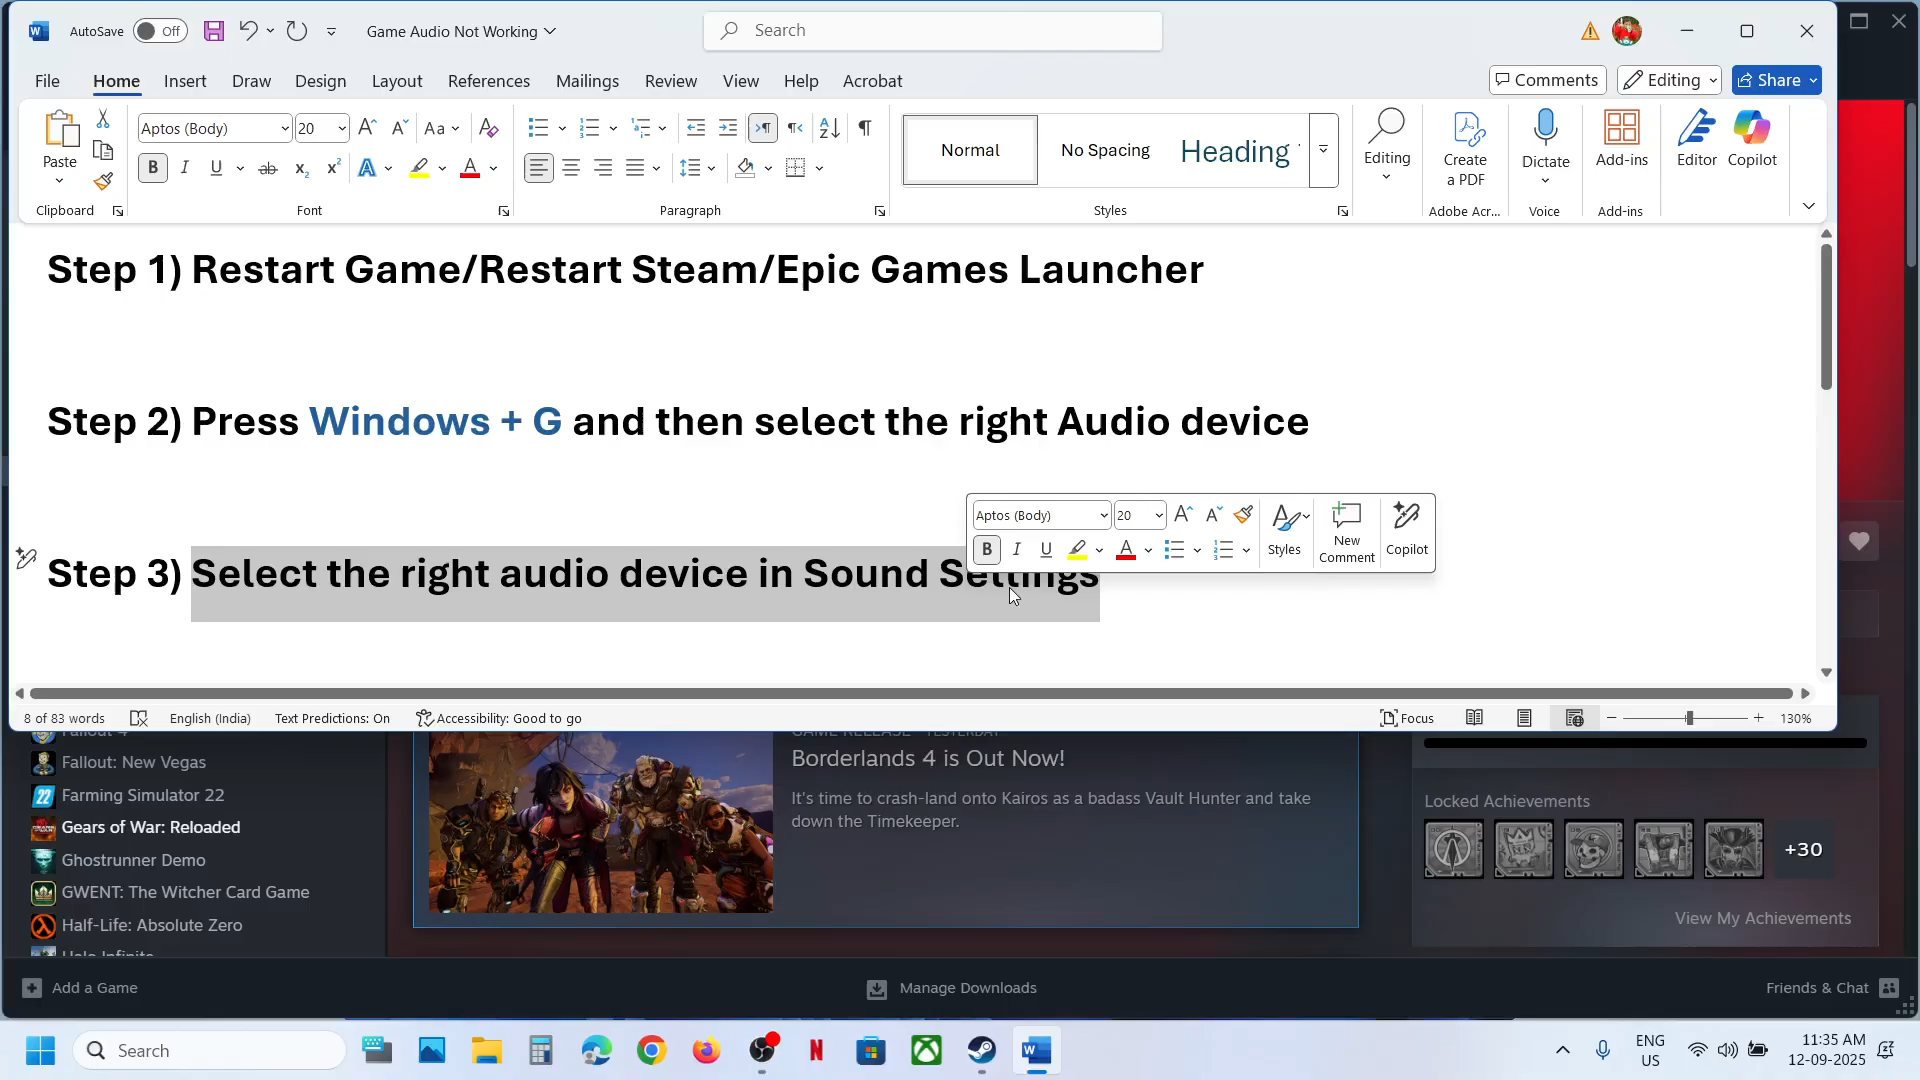 AutoSave Off Game Audio Not Working Search
File Home Insert Draw Design Layout References Mailings Review View Help Acrobat Comments Editing Share
Paste Aptos (Body) 20 Normal No Spacing Heading Editing Create a PDF Dictate Add-ins Editor Copilot
Clipboard Font Paragraph Styles Adobe Acr... Voice Add-ins
Step 1) Restart Game/Restart Steam/Epic Games Launcher
Step 2) Press Windows + G and then select the right Audio device
Aptos (Body) 20 Styles New Comment Copilot
Step 3) Select the right audio device in Sound Settings
8 of 83 words English (India) Text Predictions: On Accessibility: Good to go Focus 130%
Fallout 4
GAME RELEASE YESTERDAY
Fallout: New Vegas
Borderlands 4 is Out Now!
Farming Simulator 22
It's time to crash-land onto Kairos as a badass Vault Hunter and take
down the Timekeeper.
Locked Achievements
Gears of War: Reloaded
Ghostrunner Demo
+30
GWENT: The Witcher Card Game
Half-Life: Absolute Zero
View My Achievements
Halo Infinite
Add a Game Manage Downloads Friends & Chat
Search ENG
US
11:35 AM
12-09-2025